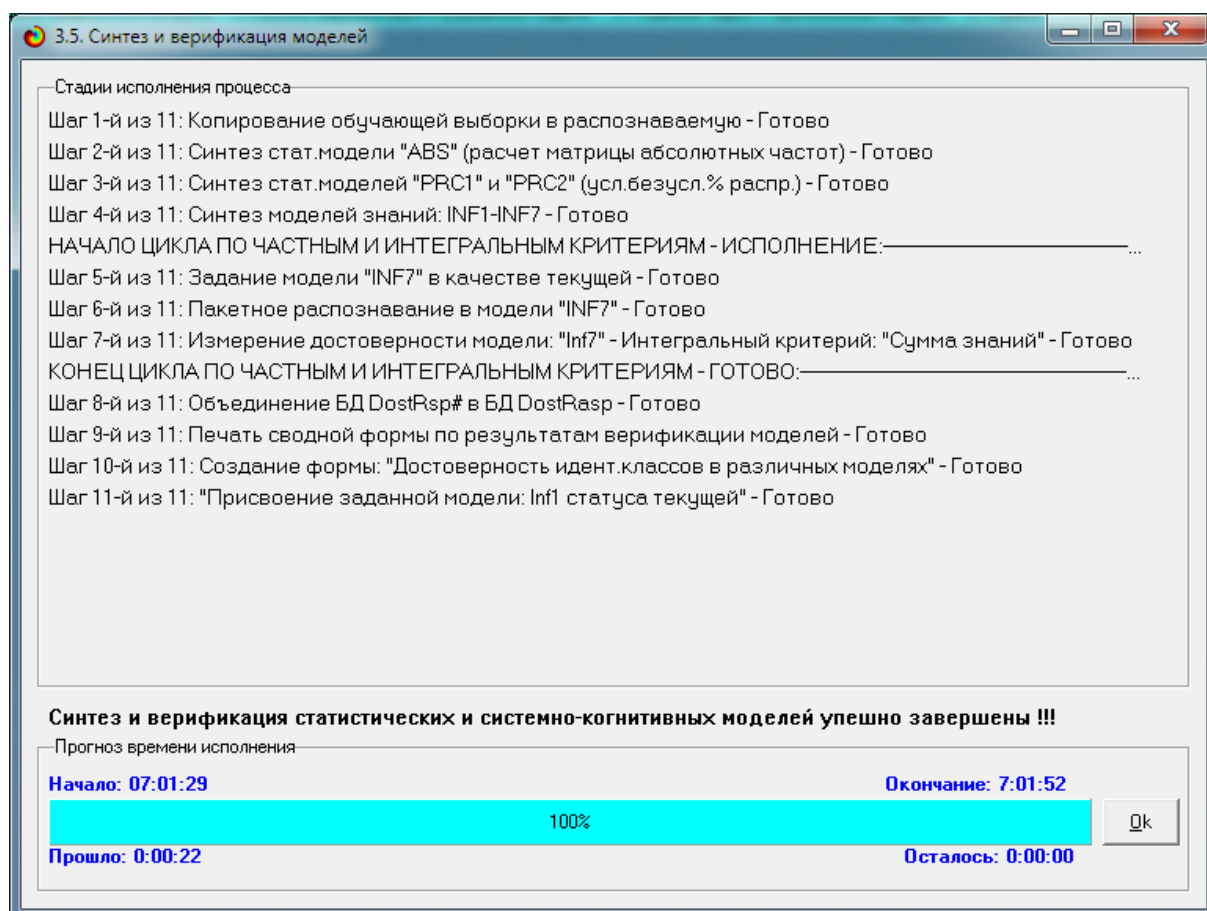 3.5. Синтез и верификация моделей
Стадии исполнения процесса
Шаг 1-й из 11: Копирование обучающей выборки в распознаваемую - Готово
Шаг 2-й из 11: Синтез стат.модели "ABS" (расчет матрицы абсолютных частот) - Готово
Шаг 3-й из 11: Синтез стат.моделей "PRC1" и "PRC2" (усл.безусл.% распр.) - Готово
Шаг 4-й из 11: Синтез моделей знаний: INF1-INF7 - Готово
НАЧАЛО ЦИКЛА ПО ЧАСТНЫМ И ИНТЕГРАЛЬНЫМ КРИТЕРИЯМ - ИСПОЛНЕНИЕ:————————————————...
Шаг 5-й из 11: Задание модели "INF7" в качестве текущей - Готово
Шаг 6-й из 11: Пакетное распознавание в модели "INF7" - Готово
Шаг 7-й из 11: Измерение достоверности модели: "Inf7" - Интегральный критерий: "Сумма знаний" - Готово
КОНЕЦ ЦИКЛА ПО ЧАСТНЫМ И ИНТЕГРАЛЬНЫМ КРИТЕРИЯМ - ГОТОВО:————————————————...
Шаг 8-й из 11: Объединение БД DostRsp# в БД DostRasp - Готово
Шаг 9-й из 11: Печать сводной формы по результатам верификации моделей - Готово
Шаг 10-й из 11: Создание формы: "Достоверность идент.классов в различных моделях" - Готово
Шаг 11-й из 11: "Присвоение заданной модели: Inf1 статуса текущей" - Готово
Синтез и верификация статистических и системно-когнитивных моделей упешно завершены !!!
Прогноз времени исполнения
Начало: 07:01:29 Окончание: 7:01:52
100% Ok
Прошло: 0:00:22 Осталось: 0:00:00